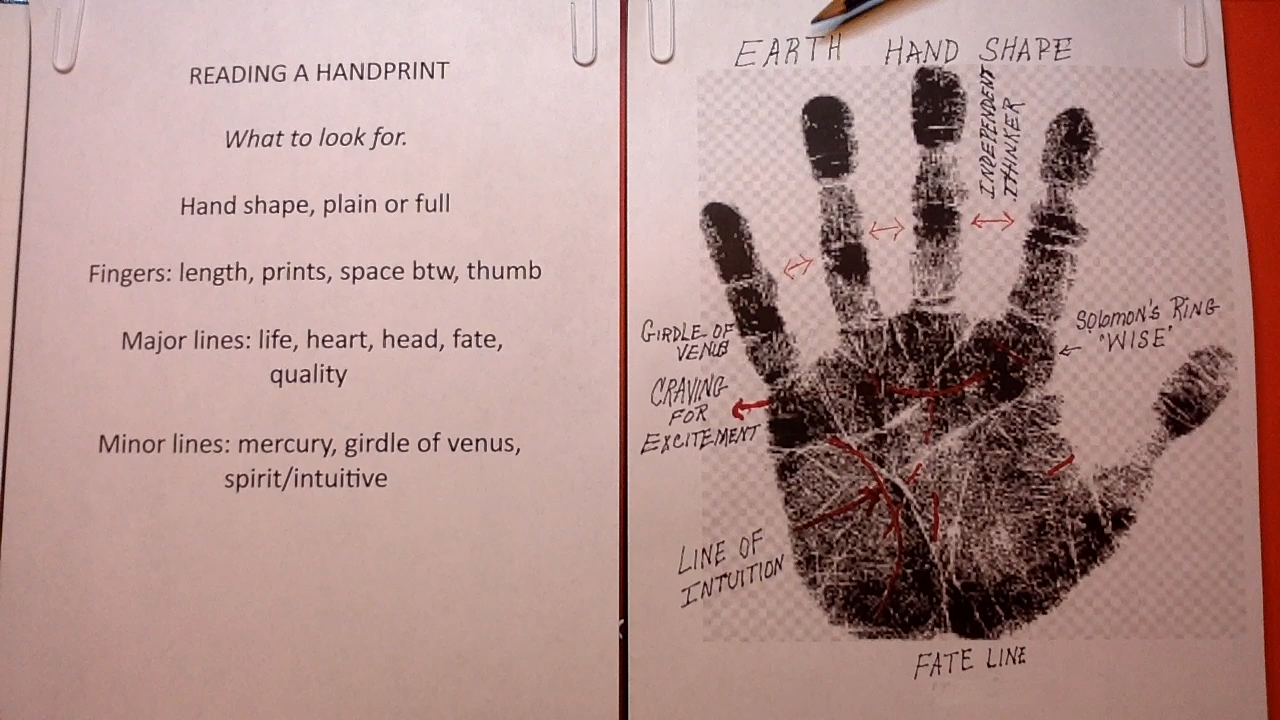 READING A HANDPRINT
What to look for.
Hand shape, plain or full
Fingers: length, prints, space btw, thumb
Major lines: life, heart, head, fate,
quality
Minor lines: mercury, girdle of venus,
spirit/intuitive
EARTH HAND SHAPE
INDEPENDENT
THINKER
GIRDLE OF
VENUS
SOLOMON'S RING
"WISE"
CRAVING
FOR
EXCITEMENT
LINE OF
INTUITION
FATE LINE